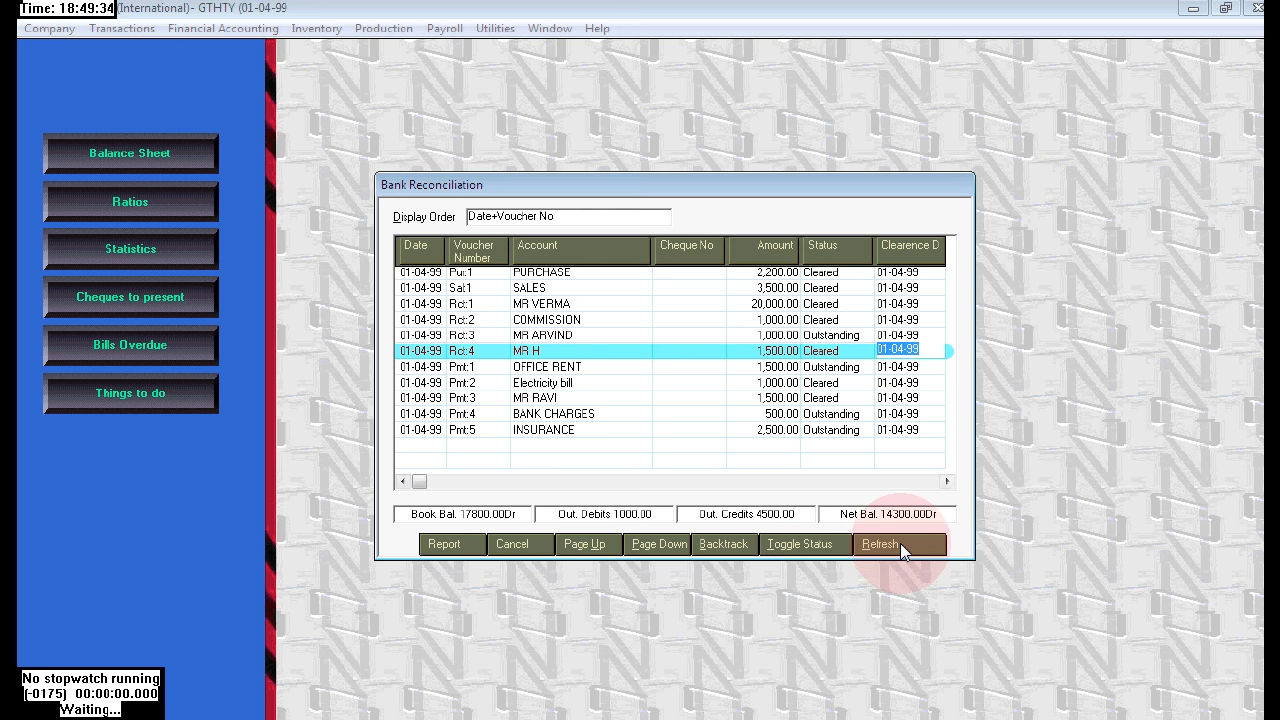 Time: 18:49:34 (International)- GTHTY (01-04-99
Company Transactions Financial Accounting Inventory Production Payroll Utilities Window Help
Balance Sheet
Ratios
Statistics
Cheques to present
Bills Overdue
Things to do
Bank Reconciliation
Display Order Date+Voucher No
Date Voucher Number Account Cheque No Amount Status Clearence D
01-04-99 Pur:1 PURCHASE 2,200.00 Cleared 01-04-99
01-04-99 Sal:1 SALES 3,500.00 Cleared 01-04-99
01-04-99 Rct:1 MR VERMA 20,000.00 Cleared 01-04-99
01-04-99 Rct:2 COMMISSION 1,000.00 Cleared 01-04-99
01-04-99 Rct:3 MR ARVIND 1,000.00 Outstanding 01-04-99
01-04-99 Rct:4 MR H 1,500.00 Cleared 01-04-99
01-04-99 Pmt:1 OFFICE RENT 1,500.00 Outstanding 01-04-99
01-04-99 Pmt:2 Electricity bill 1,000.00 Cleared 01-04-99
01-04-99 Pmt:3 MR RAVI 1,500.00 Cleared 01-04-99
01-04-99 Pmt:4 BANK CHARGES 500.00 Outstanding 01-04-99
01-04-99 Pmt:5 INSURANCE 2,500.00 Outstanding 01-04-99
Book Bal. 17800.00Dr Out. Debits 1000.00 Out. Credits 4500.00 Net Bal. 14300.00Dr
Report Cancel Page Up Page Down Backtrack Toggle Status Refresh
No stopwatch running
(-0175) 00:00:00.000
Waiting...